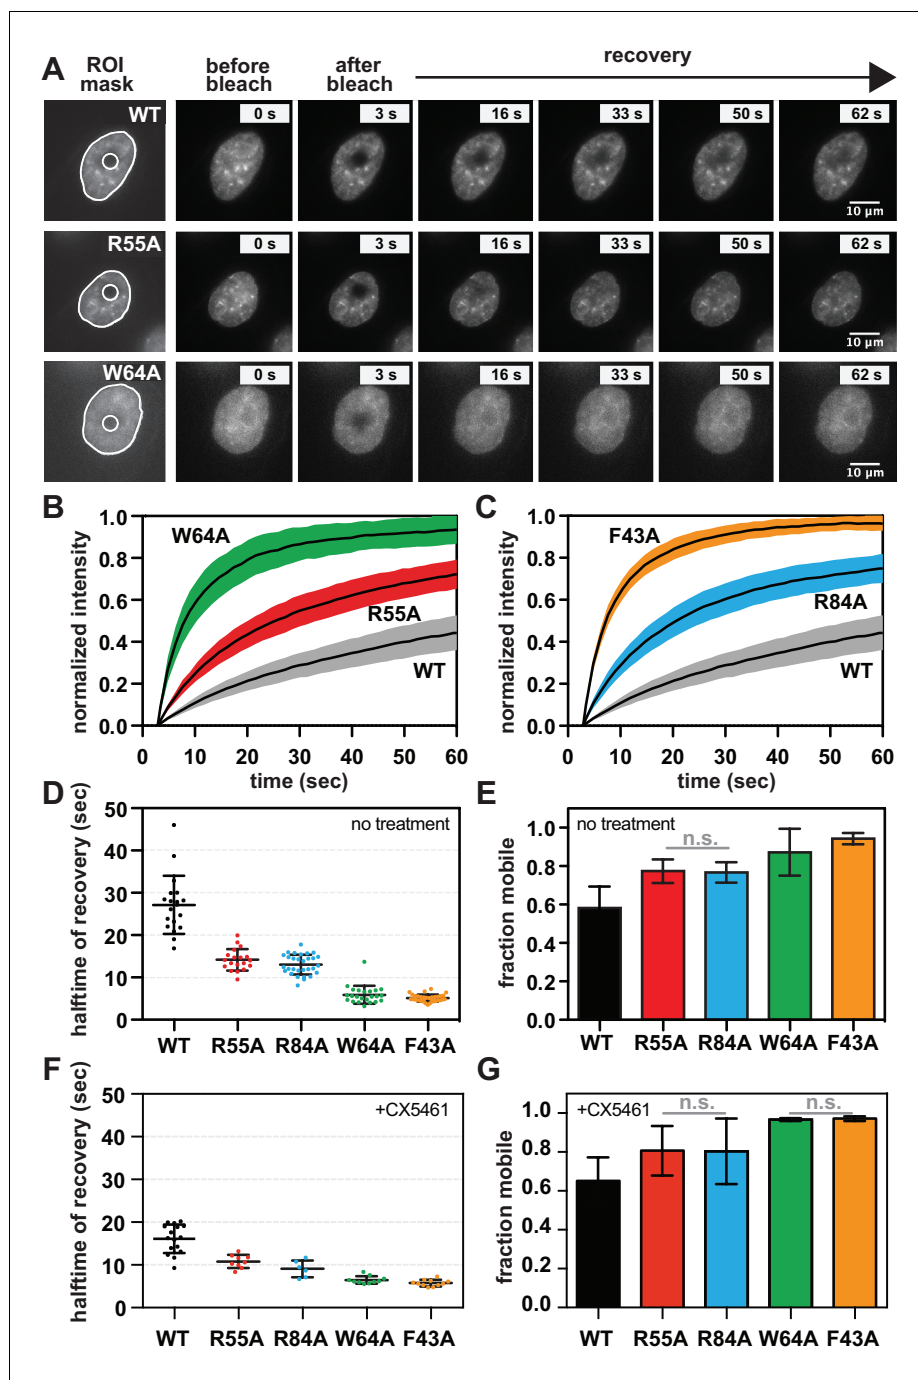 A
ROI mask
before bleach
after bleach
recovery
WT
0 s
3 s
16 s
33 s
50 s
62 s
10 µm
R55A
0 s
3 s
16 s
33 s
50 s
62 s
10 µm
W64A
0 s
3 s
16 s
33 s
50 s
62 s
10 µm
B
normalized intensity
1.0
0.8
0.6
0.4
0.2
0.0
W64A
R55A
WT
0
10
20
30
40
50
60
time (sec)
C
normalized intensity
1.0
0.8
0.6
0.4
0.2
0.0
F43A
R84A
WT
0
10
20
30
40
50
60
time (sec)
D
halftime of recovery (sec)
50
40
30
20
10
0
no treatment
WT
R55A
R84A
W64A
F43A
E
fraction mobile
1.0
0.8
0.6
0.4
0.2
0.0
no treatment
n.s.
WT
R55A
R84A
W64A
F43A
F
halftime of recovery (sec)
50
40
30
20
10
0
+CX5461
WT
R55A
R84A
W64A
F43A
G
fraction mobile
1.0
0.8
0.6
0.4
0.2
0.0
+CX5461
n.s.
n.s.
WT
R55A
R84A
W64A
F43A